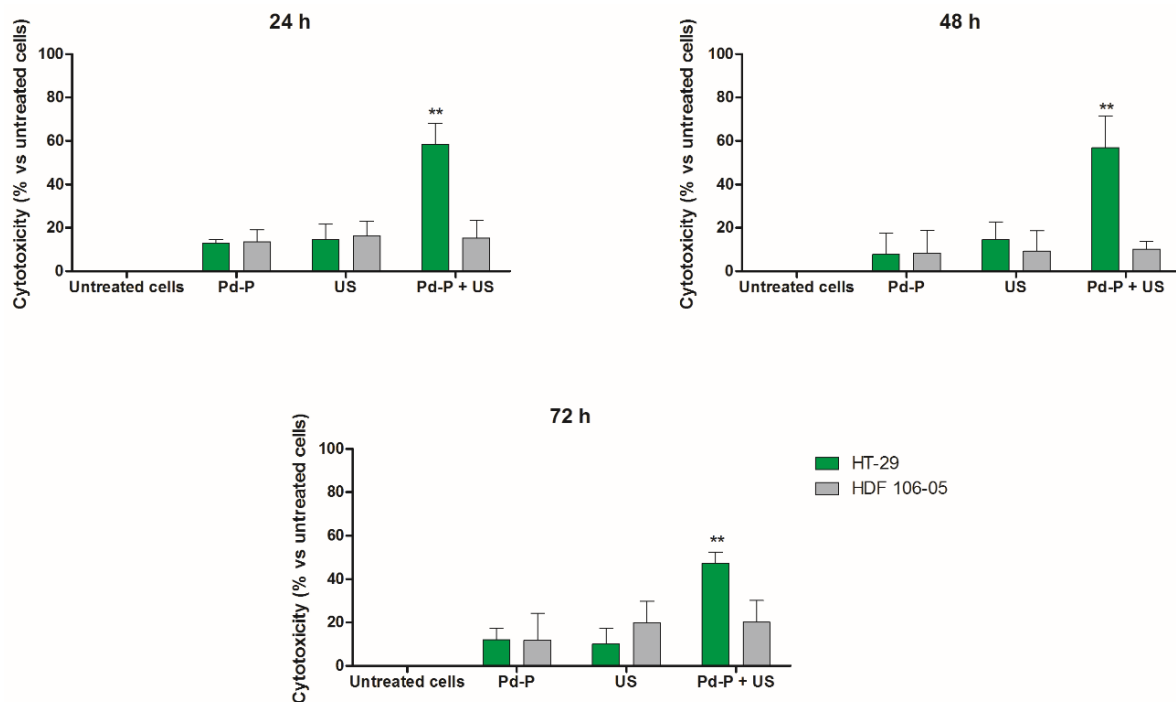 24 h
Cytotoxicity (% vs untreated cells)
100
80
60
40
20
0
**
Untreated cells Pd-P US Pd-P + US
48 h
Cytotoxicity (% vs untreated cells)
100
80
60
40
20
0
**
Untreated cells Pd-P US Pd-P + US
72 h
Cytotoxicity (% vs untreated cells)
100
80
60
40
20
0
**
Untreated cells Pd-P US Pd-P + US
HT-29
HDF 106-05